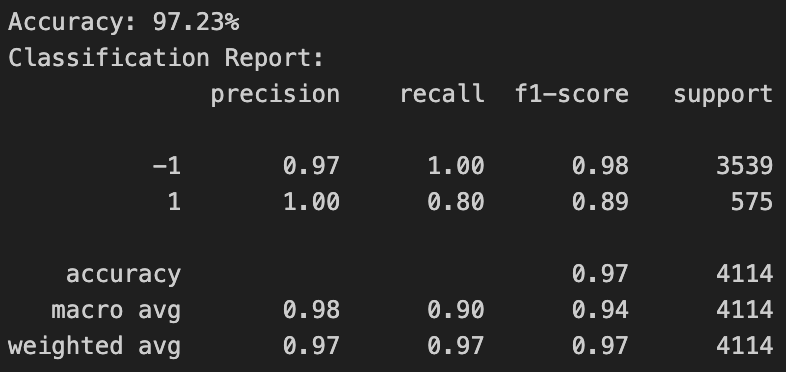 Accuracy: 97.23%
Classification Report:
precision recall f1-score support
-1 0.97 1.00 0.98 3539
1 1.00 0.80 0.89 575
accuracy 0.97 4114
macro avg 0.98 0.90 0.94 4114
weighted avg 0.97 0.97 0.97 4114